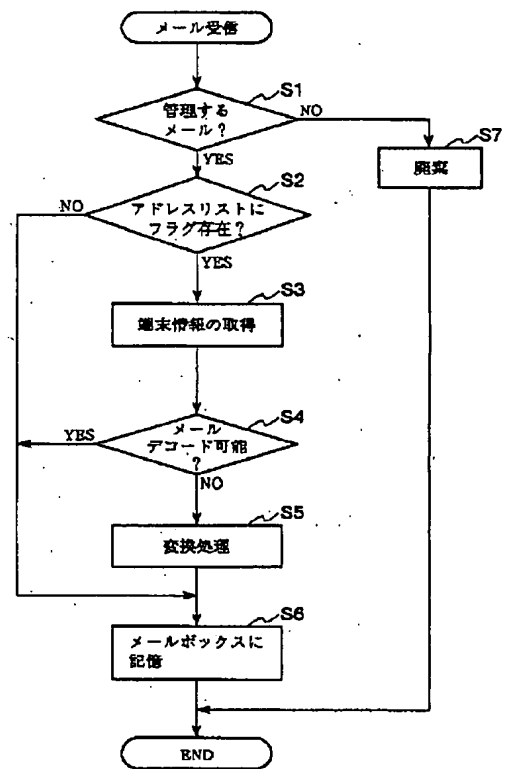 メール受信
S1
管理する
メール?
NO
YES
S7
廃棄
S2
NO
アドレスリストに
フラグ存在?
YES
S3
端末情報の取得
S4
YES
メール
デコード可能
?
NO
S5
変換処理
S6
メールボックスに
記憶
END